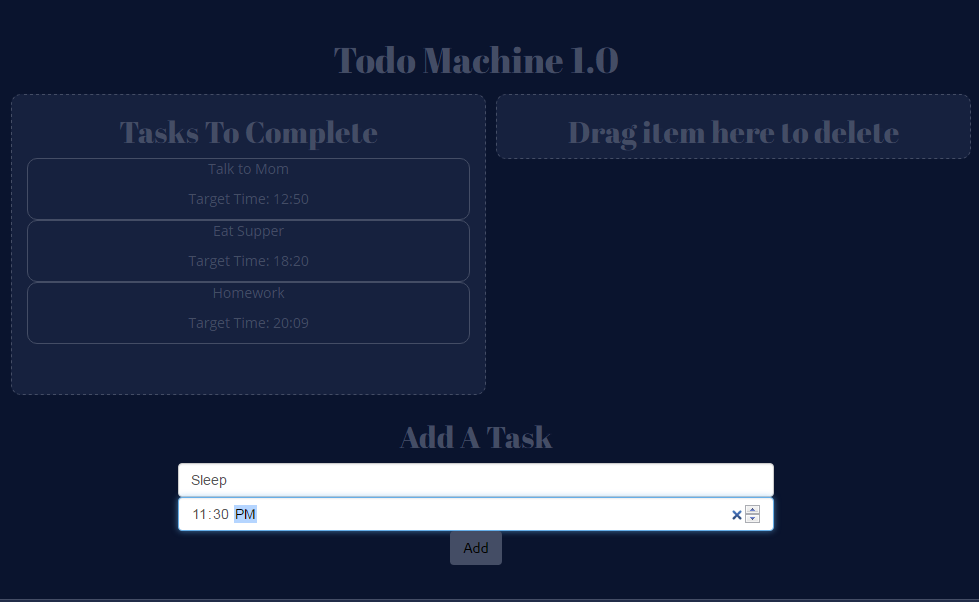 Todo Machine 1.0
Tasks To Complete
Talk to Mom
Target Time: 12:50
Eat Supper
Target Time: 18:20
Homework
Target Time: 20:09
Drag item here to delete
Add A Task
Sleep
11:30 PM
Add